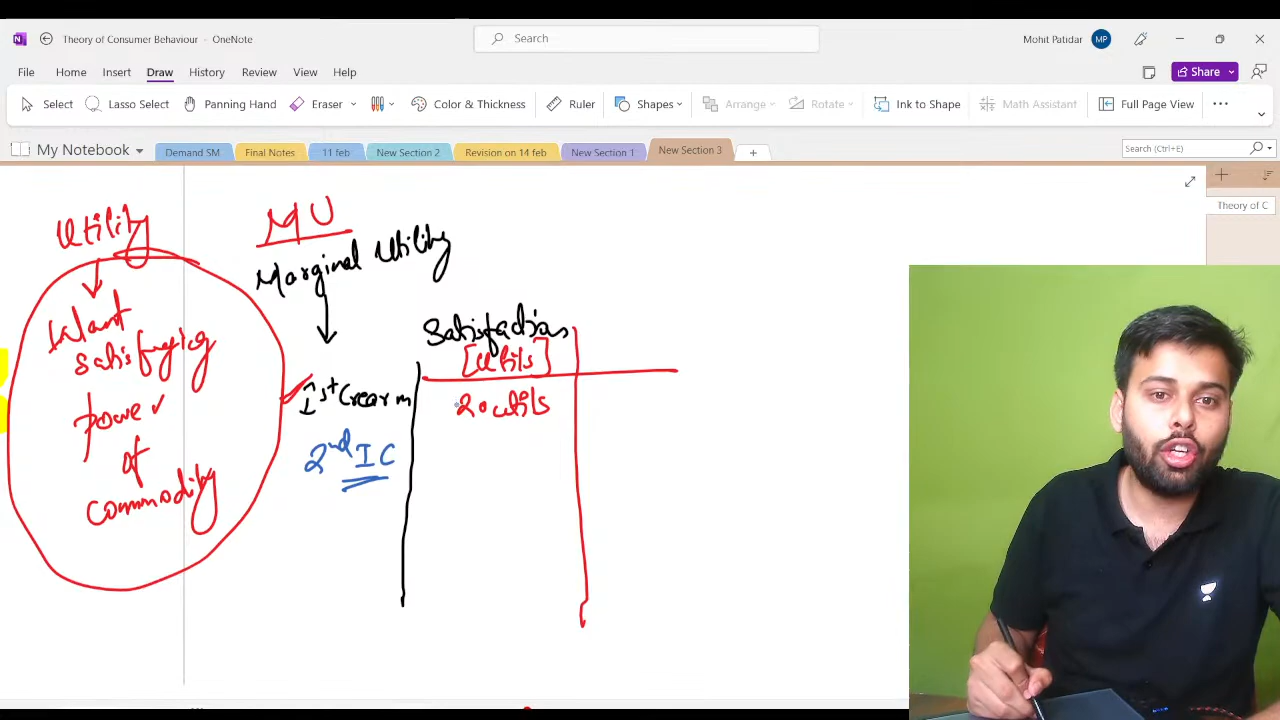 Theory of Consumer Behaviour - OneNote
Search
Mohit Patidar
MP
File Home Insert Draw History Review View Help
Share
Select Lasso Select Panning Hand Eraser Color & Thickness Ruler Shapes Arrange Rotate Ink to Shape Math Assistant Full Page View
My Notebook
Demand SM
Final Notes
11 feb
New Section 2
Revision on 14 feb
New Section 1
New Section 3
Search (Ctrl+E)
Theory of C
Utility
Want
satisfying
power
of
commodity
MU
Marginal Utility
Satisfaction
[Utils]
1st Cream
20 utils
2nd IC